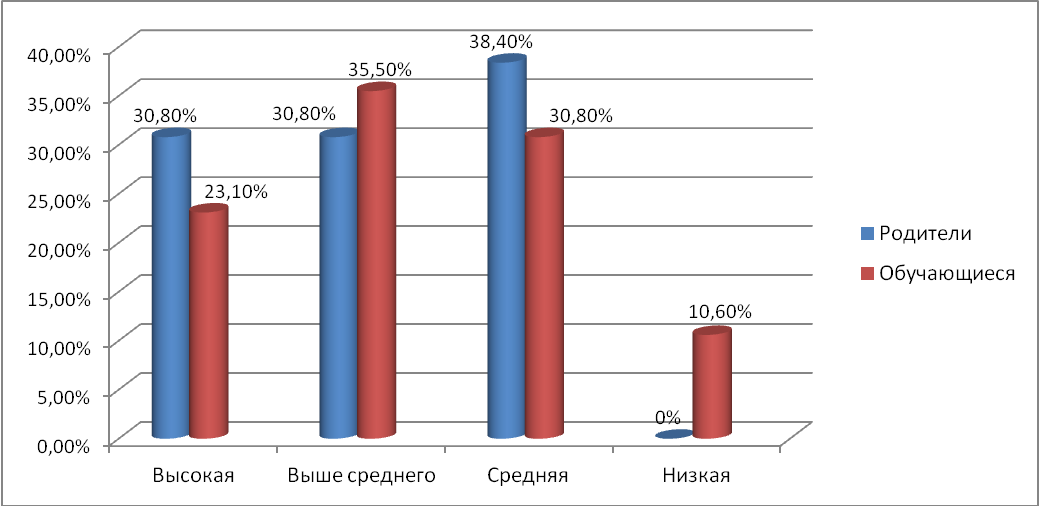 40,00%
35,00%
30,00%
25,00%
20,00%
15,00%
10,00%
5,00%
0,00%
30,80%
23,10%
30,80%
35,50%
38,40%
30,80%
0%
10,60%
Высокая
Выше среднего
Средняя
Низкая
Родители
Обучающиеся